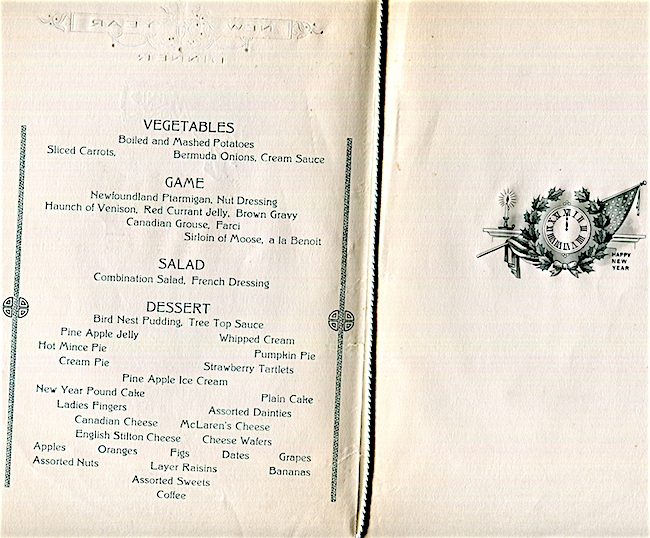 NEW YEAR
DINNER
VEGETABLES
Boiled and Mashed Potatoes
Sliced Carrots, Bermuda Onions, Cream Sauce
GAME
Newfoundland Ptarmigan, Nut Dressing
Haunch of Venison, Red Currant Jelly, Brown Gravy
Canadian Grouse, Farci
Sirloin of Moose, a la Benoit
SALAD
Combination Salad, French Dressing
DESSERT
Bird Nest Pudding, Tree Top Sauce
Pine Apple Jelly Whipped Cream
Hot Mince Pie Pumpkin Pie
Cream Pie Strawberry Tartlets
Pine Apple Ice Cream
New Year Pound Cake Plain Cake
Ladies Fingers Assorted Dainties
Canadian Cheese McLaren's Cheese
English Stilton Cheese Cheese Wafers
Apples Oranges Figs Dates Grapes
Assorted Nuts Layer Raisins Bananas
Assorted Sweets
Coffee
XII
HAPPY
NEW
YEAR